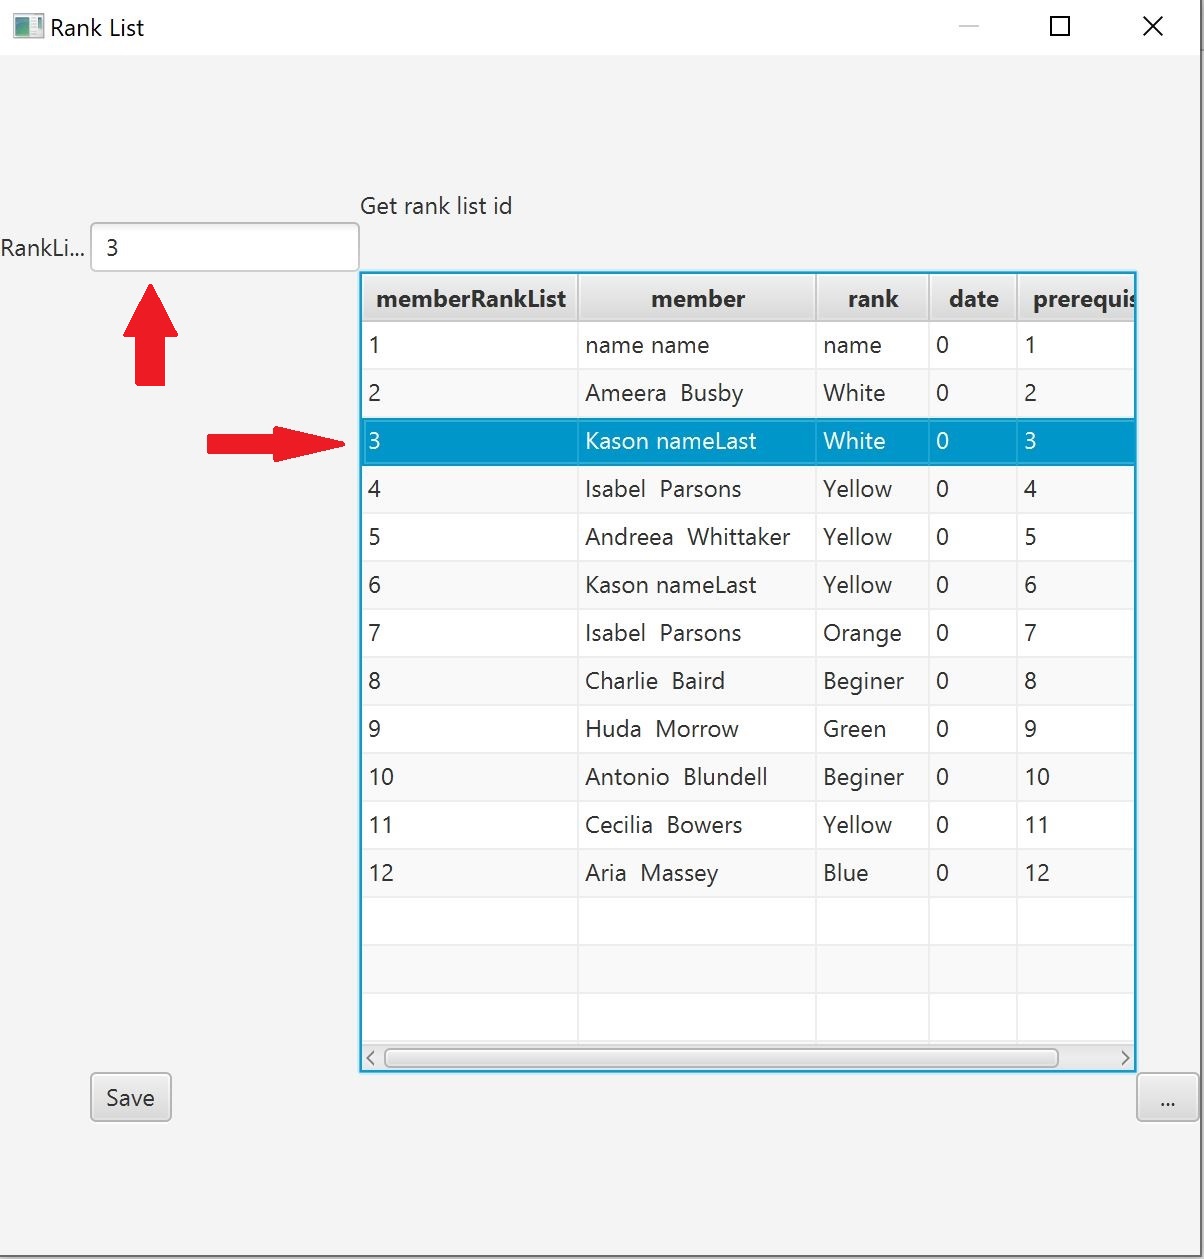 Rank List
Get rank list id
RankLi... 3
memberRankList member rank date prerequis
1 name name name 0 1
2 Ameera Busby White 0 2
3 Kason nameLast White 0 3
4 Isabel Parsons Yellow 0 4
5 Andreea Whittaker Yellow 0 5
6 Kason nameLast Yellow 0 6
7 Isabel Parsons Orange 0 7
8 Charlie Baird Beginer 0 8
9 Huda Morrow Green 0 9
10 Antonio Blundell Beginer 0 10
11 Cecilia Bowers Yellow 0 11
12 Aria Massey Blue 0 12
Save ...